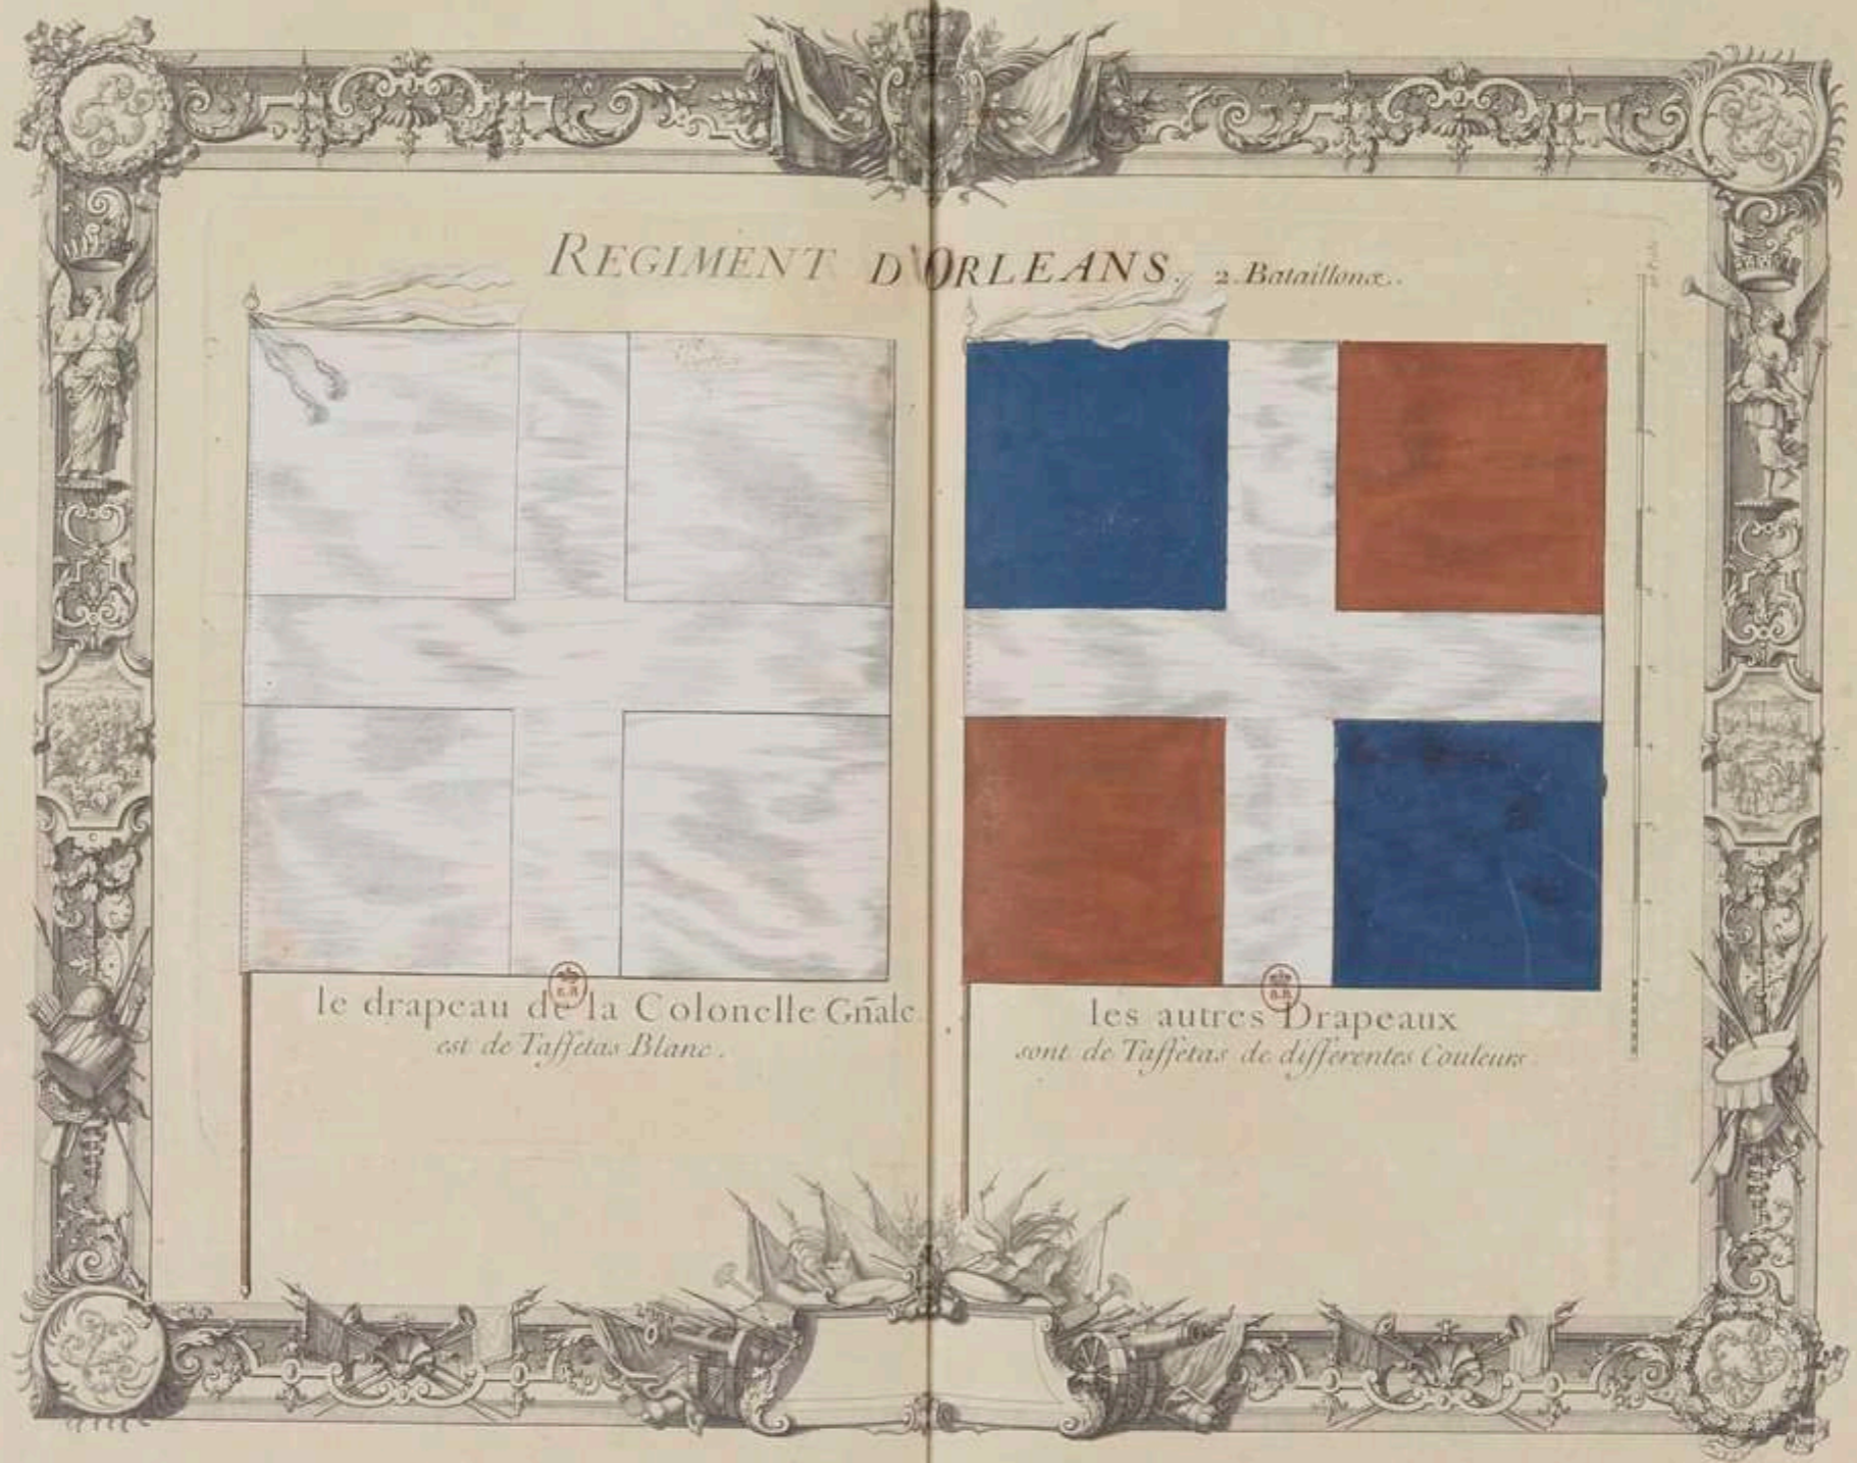 REGIMENT D'ORLEANS. 2. Bataillons.
le drapeau de la Colonelle Gñale
est de Taffetas Blanc.
les autres Drapeaux
sont de Taffetas de differentes Couleurs.